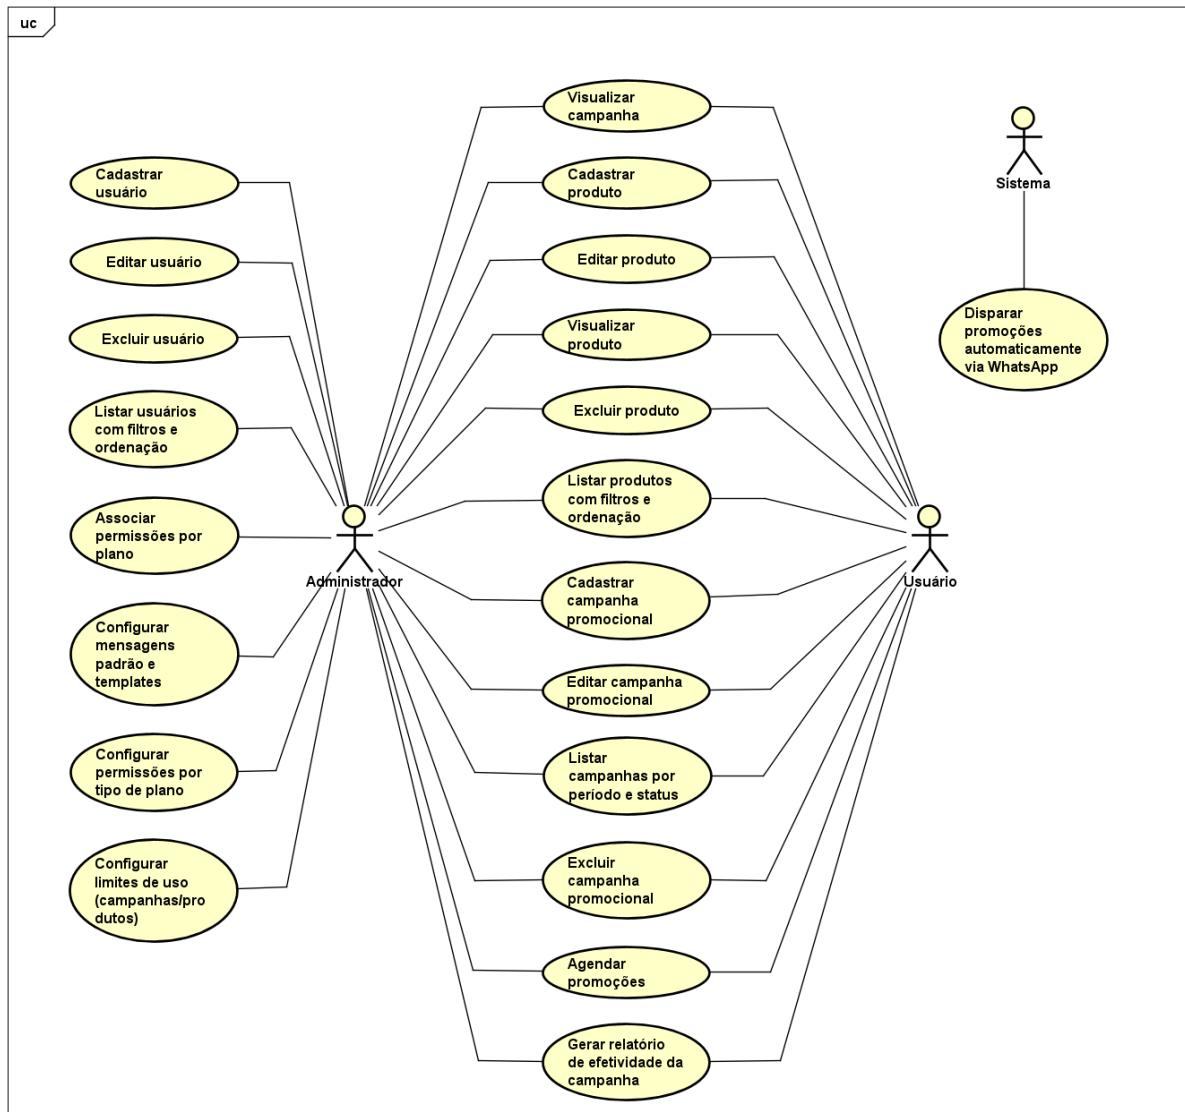 uc
Visualizar
campanha
Sistema
Cadastrar
usuário
Cadastrar
produto
Editar usuário
Editar produto
Disparar
promoções
automaticamente
via WhatsApp
Excluir usuário
Visualizar
produto
Listar usuários
com filtros e
ordenação
Excluir produto
Listar produtos
com filtros e
ordenação
Associar
permissões por
plano
Administrador
Usuário
Cadastrar
campanha
promocional
Configurar
mensagens
padrão e
templates
Editar campanha
promocional
Configurar
permissões por
tipo de plano
Listar
campanhas por
período e status
Configurar
limites de uso
(campanhas/pro
dutos)
Excluir
campanha
promocional
Agendar
promoções
Gerar relatório
de efetividade da
campanha